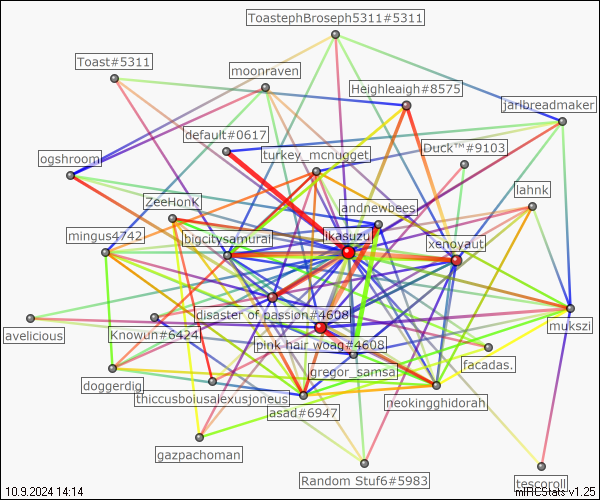 ToastephBroseph5311#5311
Toast#5311
moonraven
Heighleaigh#8575
jarlbreadmaker
default#0617
Duck™#9103
turkey_mcnugget
ogshroom
lahnk
ZeeHonk
andnewbees
mingus4742
bigcitysamurai
ikasuzu
xenoyaut
disaster of passion#4608
mukszi
avelicious
Knowun#6424
pink hair woag#4608
facadas.
gregor_samsa
doggerdig
thiccusboiusalexusjoneus
neokingghidorah
asad#6947
gazpachoman
Random Stuf6#5983
tescoroll
10.9.2024 14:14
mIRCStats v1.25